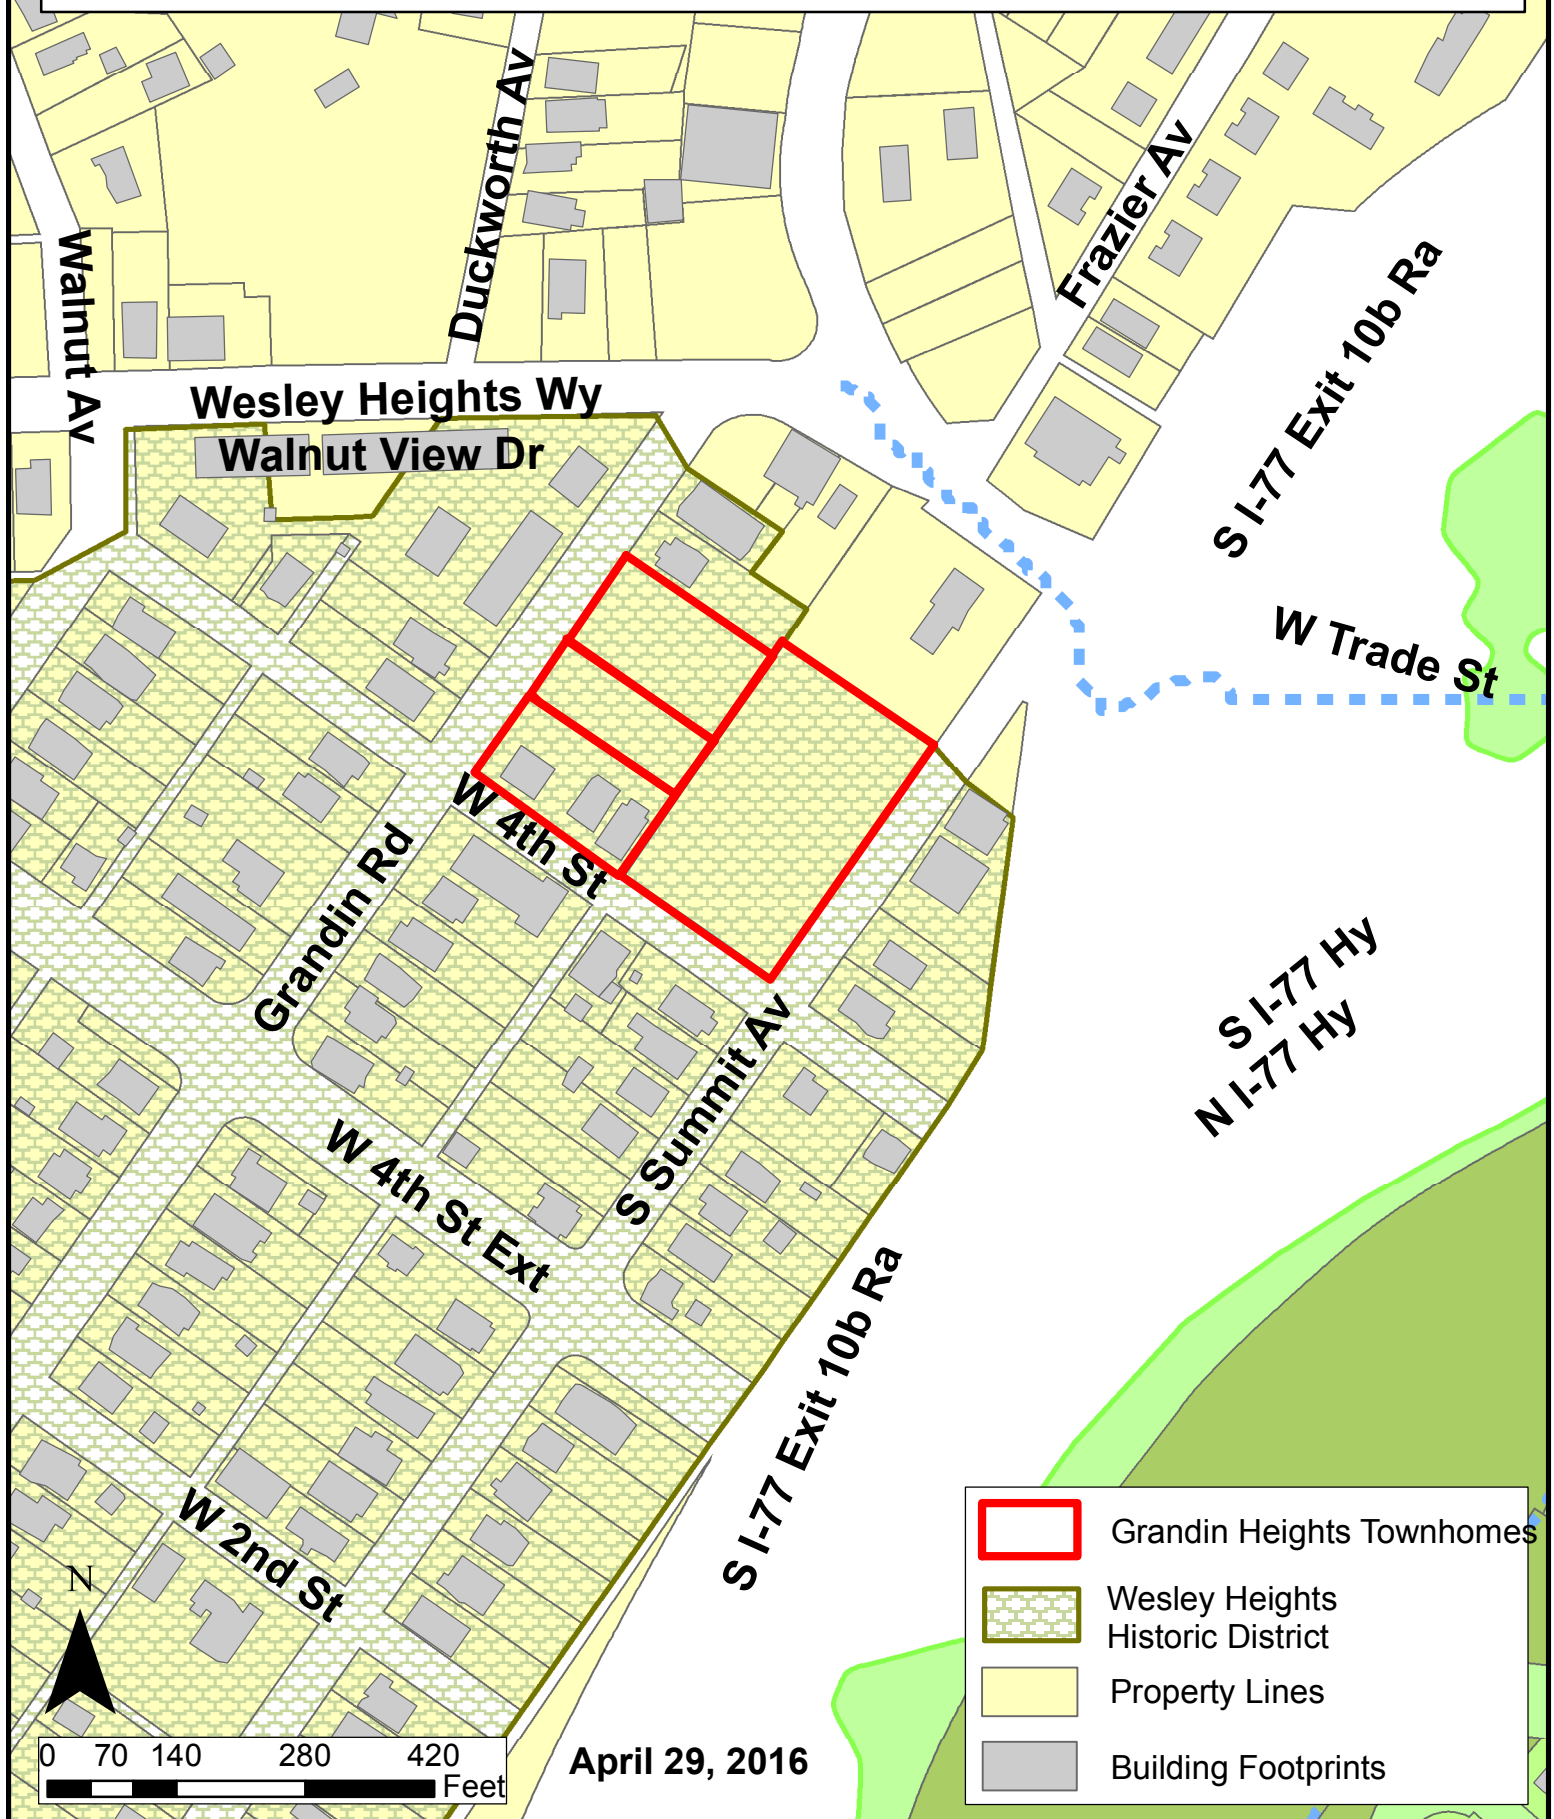 Duckworth Av
Frazier Av
Walnut Av
S I-77 Exit 10b Ra
Wesley Heights Wy
Walnut View Dr
W Trade St
W 4th St
Grandin Rd
S I-77 Hy
N I-77 Hy
S Summit Av
W 4th St Ext
S I-77 Exit 10b Ra
W 2nd St
N
0 70 140 280 420
Feet
April 29, 2016
Grandin Heights Townhomes
Wesley Heights
Historic District
Property Lines
Building Footprints